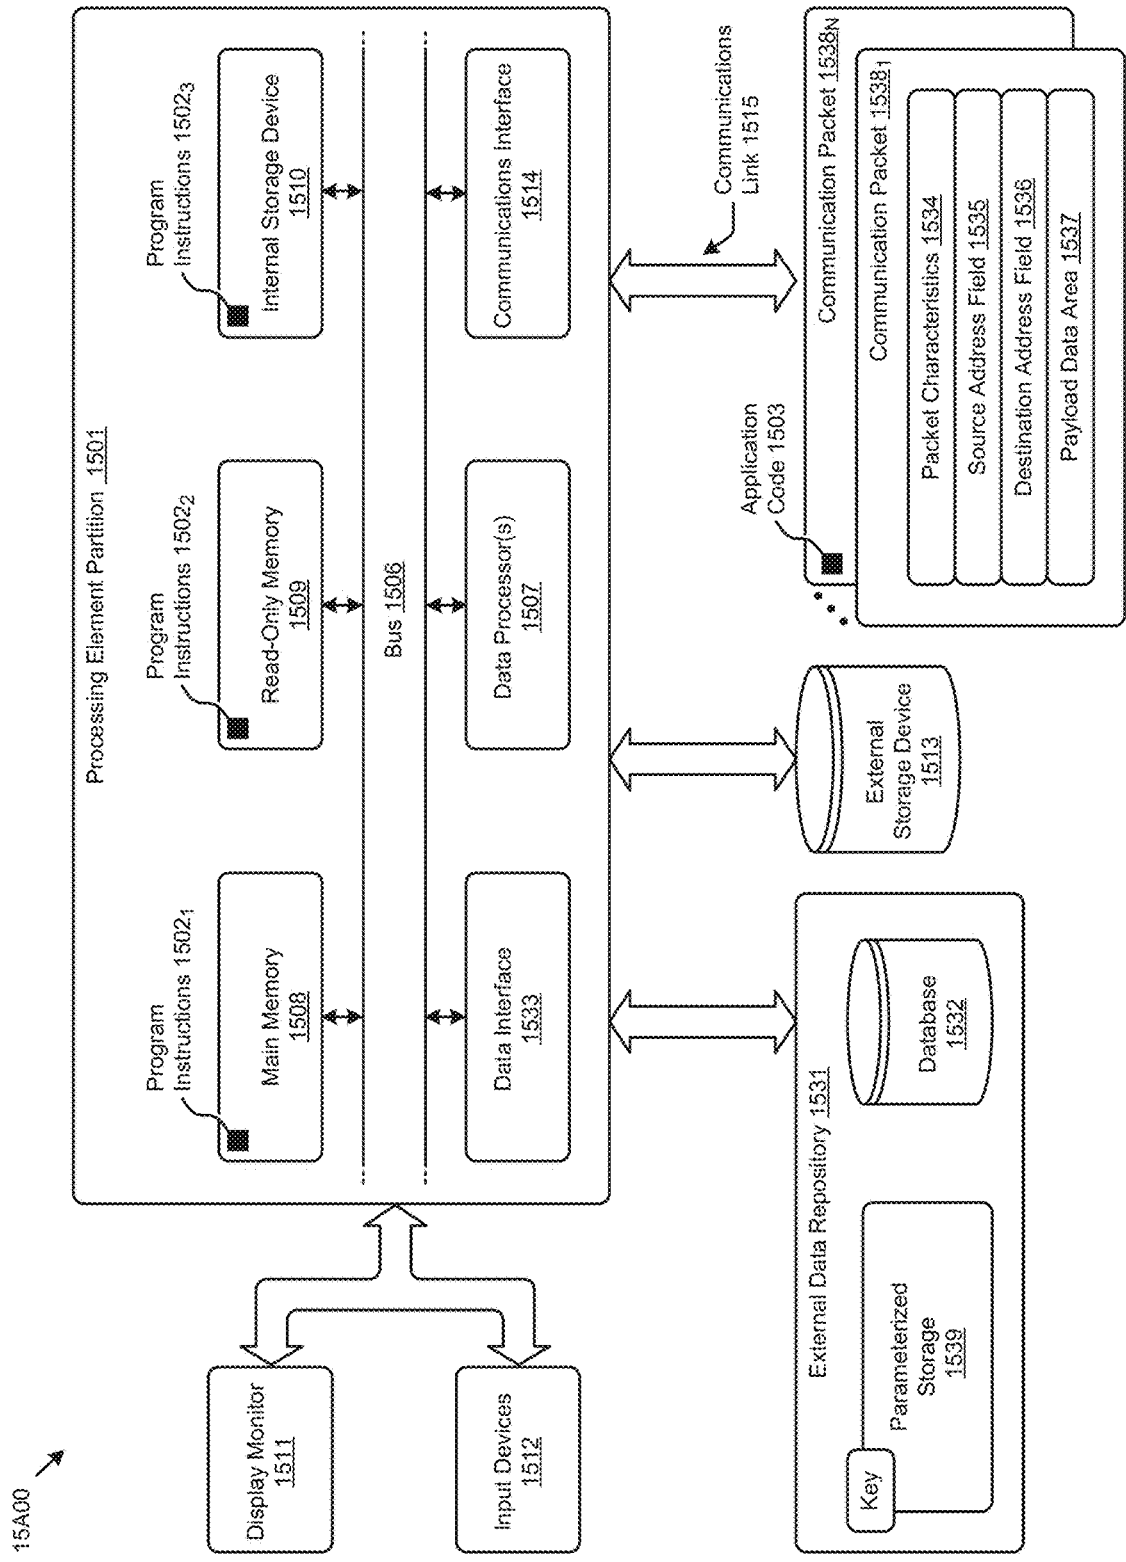 15A00
Processing Element Partition 1501
Program
Instructions 1502₁
Program
Instructions 1502₂
Program
Instructions 1502₃
Main Memory
1508
Read-Only Memory
1509
Internal Storage Device
1510
Bus 1506
Data Interface
1533
Data Processor(s)
1507
Communications Interface
1514
Display Monitor
1511
Input Devices
1512
Communications
Link 1515
External Data Repository 1531
Key
Parameterized
Storage
1539
Database
1532
External
Storage Device
1513
Application
Code 1503
Communication Packet 1538N
Communication Packet 1538₁
Packet Characteristics 1534
Source Address Field 1535
Destination Address Field 1536
Payload Data Area 1537